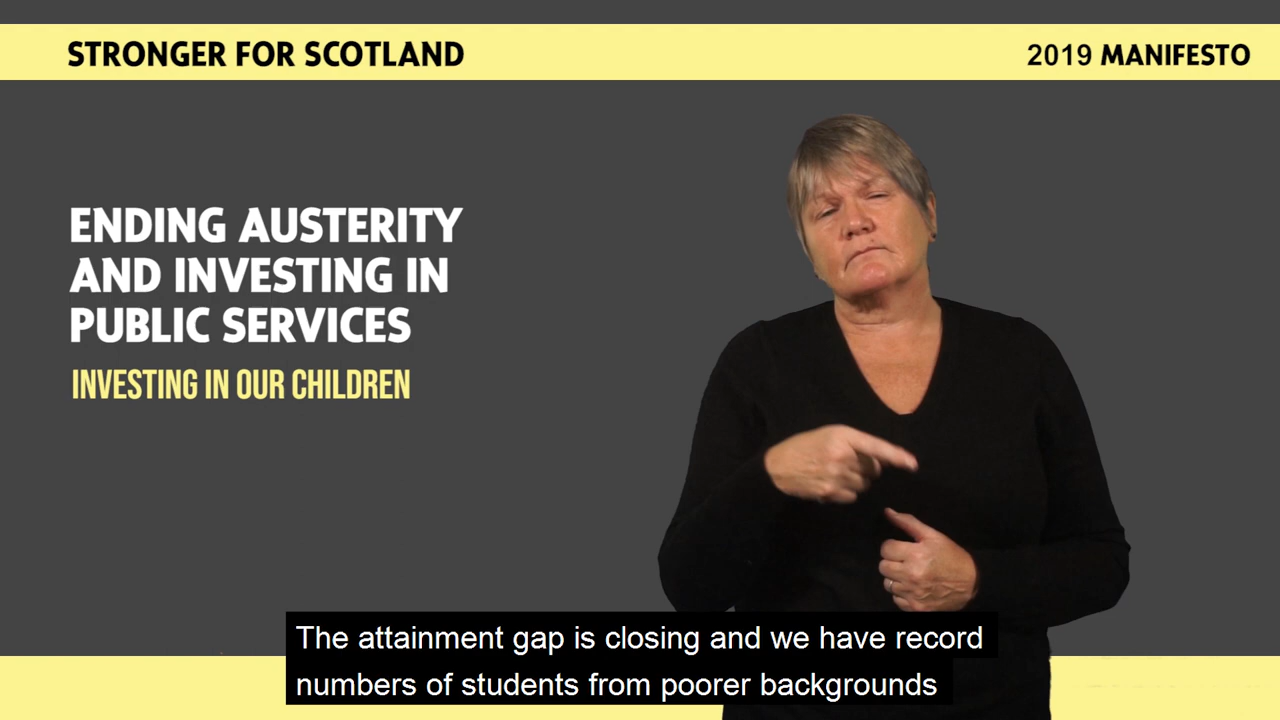 STRONGER FOR SCOTLAND
2019 MANIFESTO
ENDING AUSTERITY
AND INVESTING IN
PUBLIC SERVICES
INVESTING IN OUR CHILDREN
The attainment gap is closing and we have record
numbers of students from poorer backgrounds